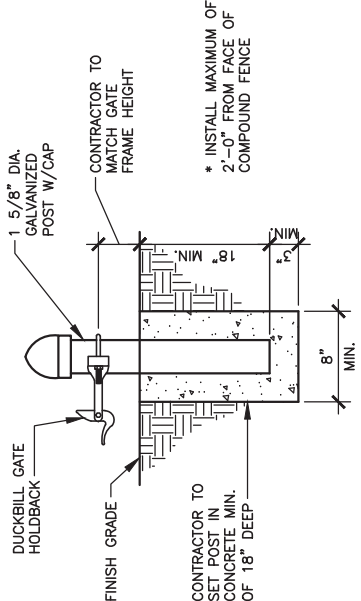 1 5/8" DIA.
GALVANIZED
POST W/CAP
DUCKBILL GATE
HOLDBACK
CONTRACTOR TO
MATCH GATE
FRAME HEIGHT
FINISH GRADE
* INSTALL MAXIMUM OF
2'-0" FROM FACE OF
COMPOUND FENCE
18" MIN.
3"
MIN.
CONTRACTOR TO
SET POST IN
CONCRETE MIN.
OF 18" DEEP
8"
MIN.